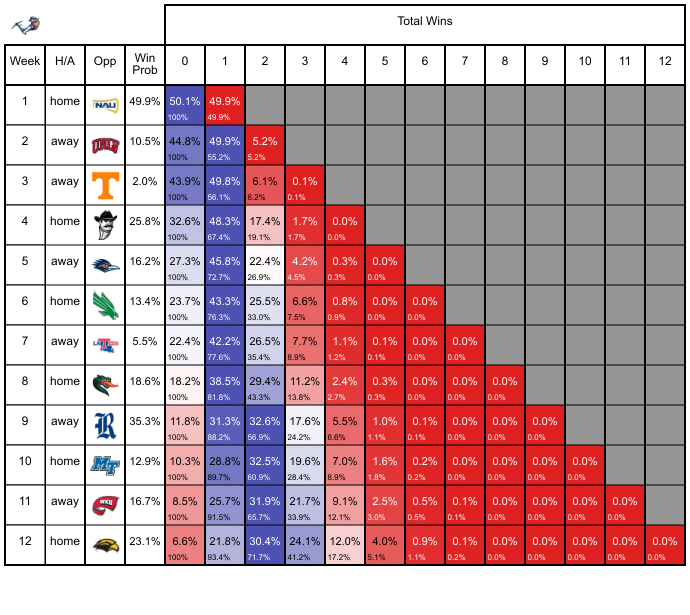 Total Wins
Week H/A Opp Win Prob 0 1 2 3 4 5 6 7 8 9 10 11 12
1 home NAU 49.9% 50.1% 49.9%
100% 49.9%
2 away UNLV 10.5% 44.8% 49.9% 5.2%
100% 55.2% 5.2%
3 away T 2.0% 43.9% 49.8% 6.1% 0.1%
100% 56.1% 6.2% 0.1%
4 home 25.8% 32.6% 48.3% 17.4% 1.7% 0.0%
100% 67.4% 19.1% 1.7% 0.0%
5 away 16.2% 27.3% 45.8% 22.4% 4.2% 0.3% 0.0%
100% 72.7% 26.9% 4.5% 0.3% 0.0%
6 home 13.4% 23.7% 43.3% 25.5% 6.6% 0.8% 0.0% 0.0%
100% 76.3% 33.0% 7.5% 0.9% 0.0% 0.0%
7 away 5.5% 22.4% 42.2% 26.5% 7.7% 1.1% 0.1% 0.0% 0.0%
100% 77.6% 35.4% 8.9% 1.2% 0.1% 0.0% 0.0%
8 home 18.6% 18.2% 38.5% 29.4% 11.2% 2.4% 0.3% 0.0% 0.0% 0.0%
100% 81.8% 43.3% 13.8% 2.7% 0.3% 0.0% 0.0% 0.0%
9 away R 35.3% 11.8% 31.3% 32.6% 17.6% 5.5% 1.0% 0.1% 0.0% 0.0% 0.0%
100% 88.2% 56.9% 24.2% 6.6% 1.1% 0.1% 0.0% 0.0% 0.0%
10 home MT 12.9% 10.3% 28.8% 32.5% 19.6% 7.0% 1.6% 0.2% 0.0% 0.0% 0.0% 0.0%
100% 89.7% 60.9% 28.4% 8.9% 1.8% 0.2% 0.0% 0.0% 0.0% 0.0%
11 away WKU 16.7% 8.5% 25.7% 31.9% 21.7% 9.1% 2.5% 0.5% 0.1% 0.0% 0.0% 0.0% 0.0%
100% 91.5% 65.7% 33.9% 12.1% 3.0% 0.5% 0.1% 0.0% 0.0% 0.0% 0.0%
12 home 23.1% 6.6% 21.8% 30.4% 24.1% 12.0% 4.0% 0.9% 0.1% 0.0% 0.0% 0.0% 0.0% 0.0%
100% 93.4% 71.7% 41.2% 17.2% 5.1% 1.1% 0.2% 0.0% 0.0% 0.0% 0.0% 0.0%